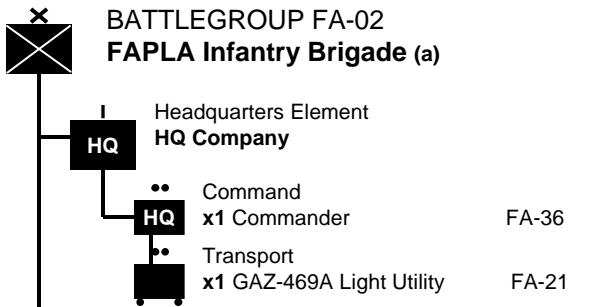 BATTLEGROUP FA-02
FAPLA Infantry Brigade (a)
Headquarters Element
HQ HQ Company
Command
HQ x1 Commander FA-36
Transport
x1 GAZ-469A Light Utility FA-21